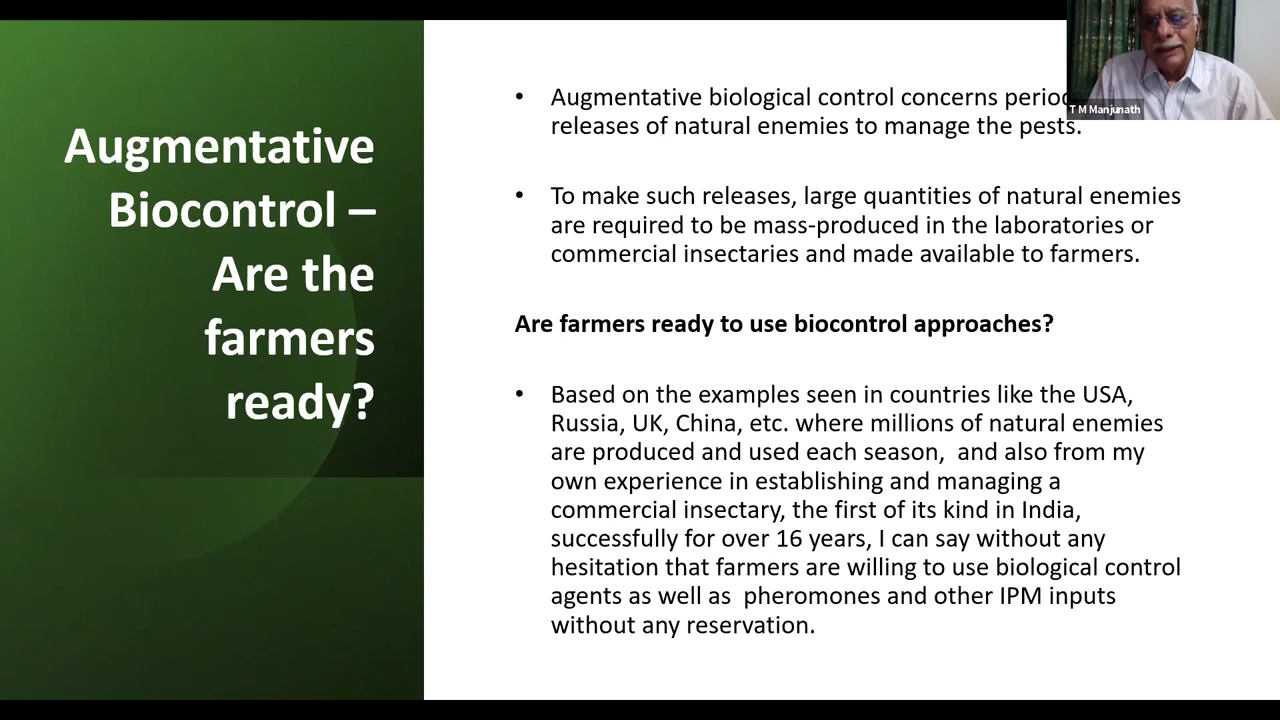 Augmentative
Biocontrol –
Are the
farmers
ready?
• Augmentative biological control concerns
releases of natural enemies to manage the pests.
• To make such releases, large quantities of natural enemies
are required to be mass-produced in the laboratories or
commercial insectaries and made available to farmers.
Are farmers ready to use biocontrol approaches?
• Based on the examples seen in countries like the USA,
Russia, UK, China, etc. where millions of natural enemies
are produced and used each season,  and also from my
own experience in establishing and managing a
commercial insectary, the first of its kind in India,
successfully for over 16 years, I can say without any
hesitation that farmers are willing to use biological control
agents as well as  pheromones and other IPM inputs
without any reservation.
T M Manjunath